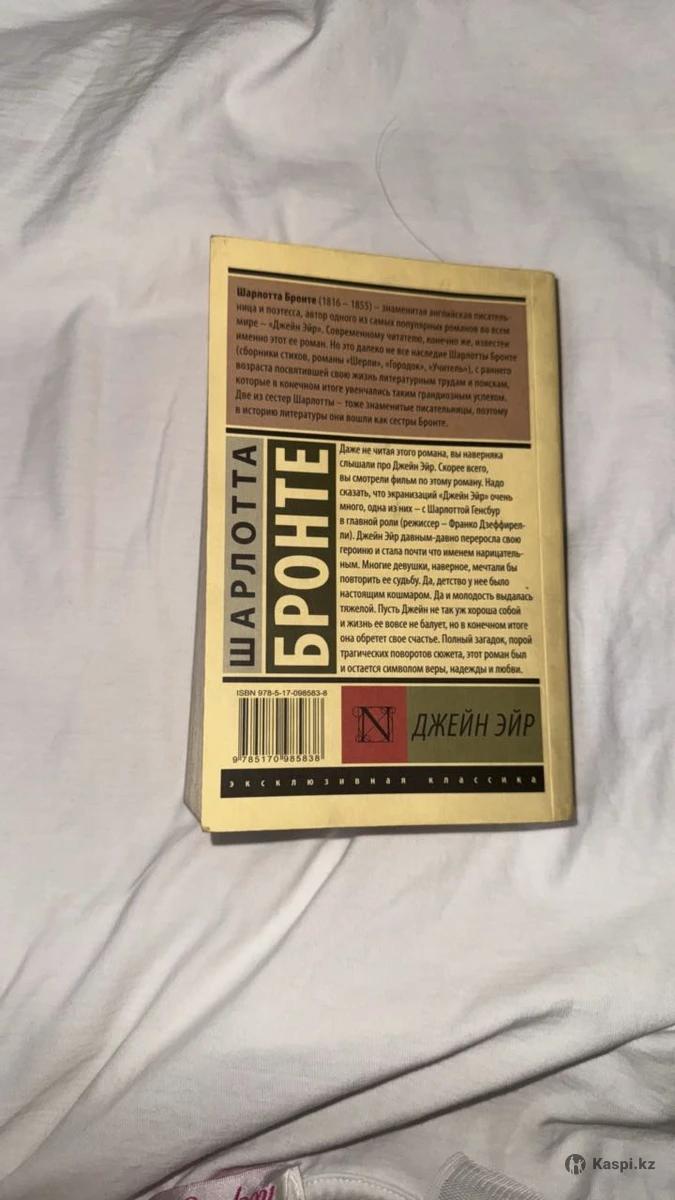 Шарлотта Бронте (1816 – 1855) – знаменитая английская писатель-
ница и поэтесса, автор одного из самых популярных романов во всем
мире – «Джейн Эйр». Современному читателю, конечно же, известен
именно этот ее роман. Но это далеко не все наследие Шарлотты Бронте
(сборники стихов, романы «Шерли», «Городок», «Учитель»), с раннего
возраста посвятившей свою жизнь литературным трудам и поискам,
которые в конечном итоге увенчались таким грандиозным успехом.
Две из сестер Шарлотты – тоже знаменитые писательницы, поэтому
в историю литературы они вошли как сестры Бронте.
ШАРЛОТТА
БРОНТЕ
Даже не читая этого романа, вы наверняка
слышали про Джейн Эйр. Скорее всего,
вы смотрели фильм по этому роману. Надо
сказать, что экранизаций «Джейн Эйр» очень
много, одна из них – с Шарлоттой Генсбур
в главной роли (режиссер – Франко Дзеффирел-
ли). Джейн Эйр давным-давно переросла свою
героиню и стала почти что именем нарицатель-
ным. Многие девушки, наверное, мечтали бы
повторить ее судьбу. Да, детство у нее было
настоящим кошмаром. Да и молодость выдалась
тяжелой. Пусть Джейн не так уж хороша собой
и жизнь ее вовсе не балует, но в конечном итоге
она обретет свое счастье. Полный загадок, порой
трагических поворотов сюжета, этот роман был
и остается символом веры, надежды и любви.
ISBN 978-5-17-098583-8
9 785170 985838
N
ДЖЕЙН ЭЙР
эксклюзивная классика
Kaspi.kz